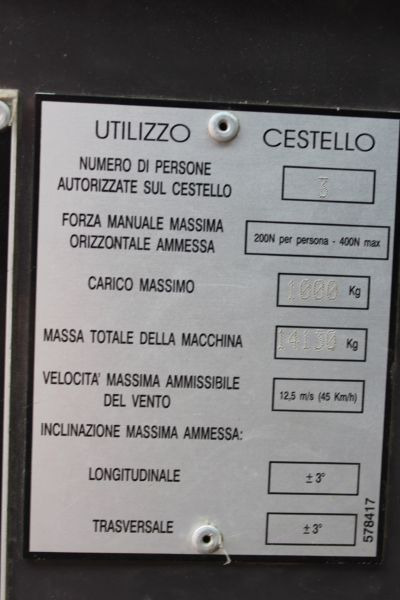 UTILIZZO CESTELLO
NUMERO DI PERSONE
AUTORIZZATE SUL CESTELLO
3
FORZA MANUALE MASSIMA
ORIZZONTALE AMMESSA
200N per persona - 400N max
CARICO MASSIMO
1000 Kg
MASSA TOTALE DELLA MACCHINA
14130 Kg
VELOCITA' MASSIMA AMMISSIBILE
DEL VENTO
12,5 m/s (45 Km/h)
INCLINAZIONE MASSIMA AMMESSA:
LONGITUDINALE
±3°
TRASVERSALE
±3°
578417